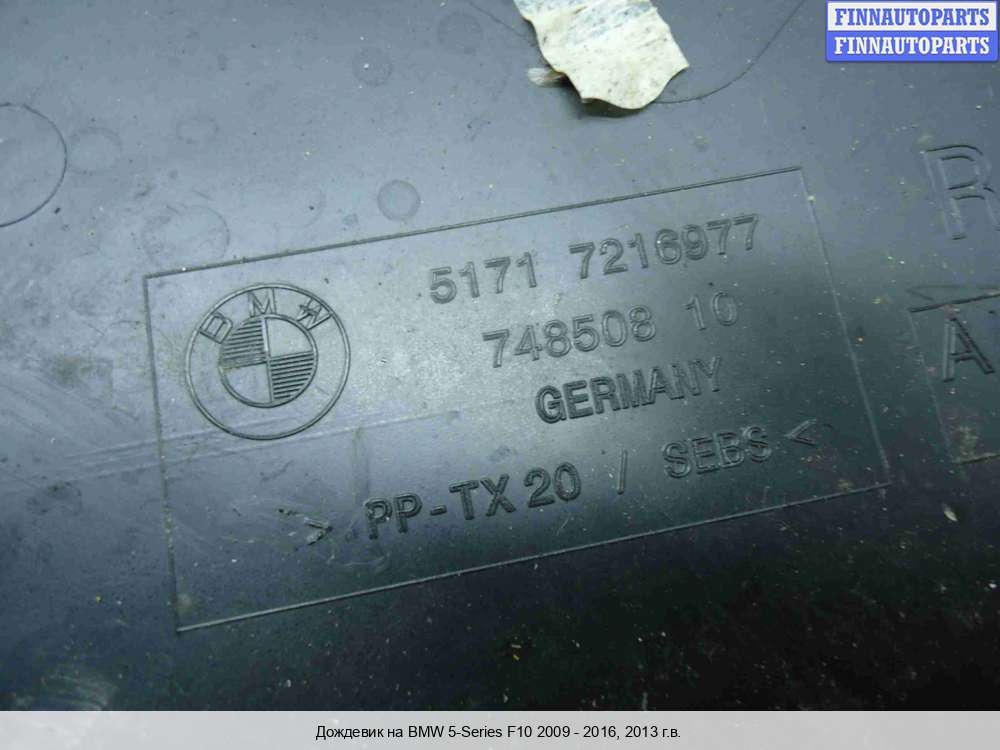 FINNAUTOPARTS
FINNAUTOPARTS
R
A
BMW
5171 7216977
748508 10
GERMANY
> PP-TX20 / SEBS <
Дождевик на BMW 5-Series F10 2009 - 2016, 2013 г.в.